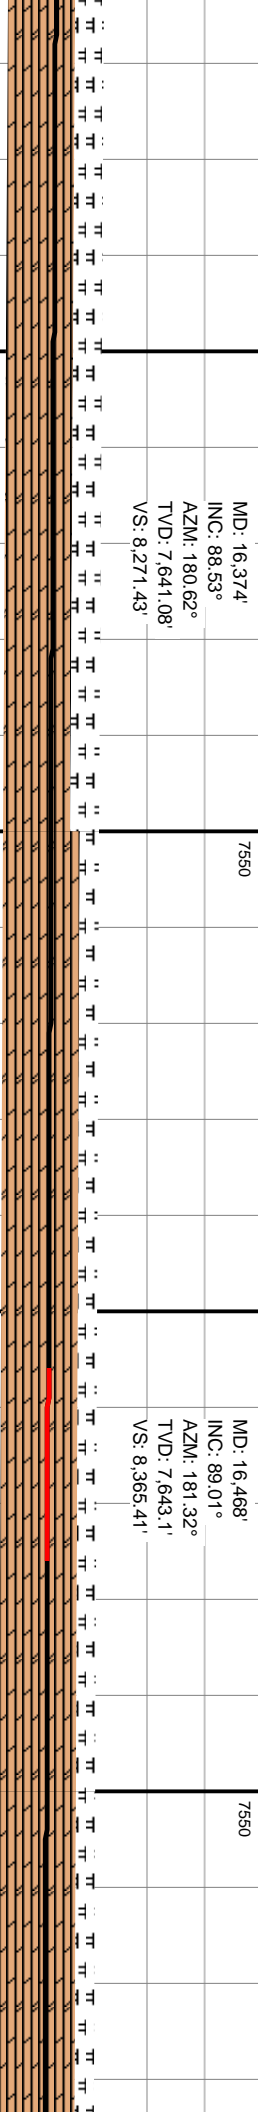 MD: 16,374'
INC: 88.53°
AZM: 180.62°
TVD: 7,641.08'
VS: 8,271.43'
7550
MD: 16,468'
INC: 89.01°
AZM: 181.32°
TVD: 7,643.1'
VS: 8,365.41'
7550